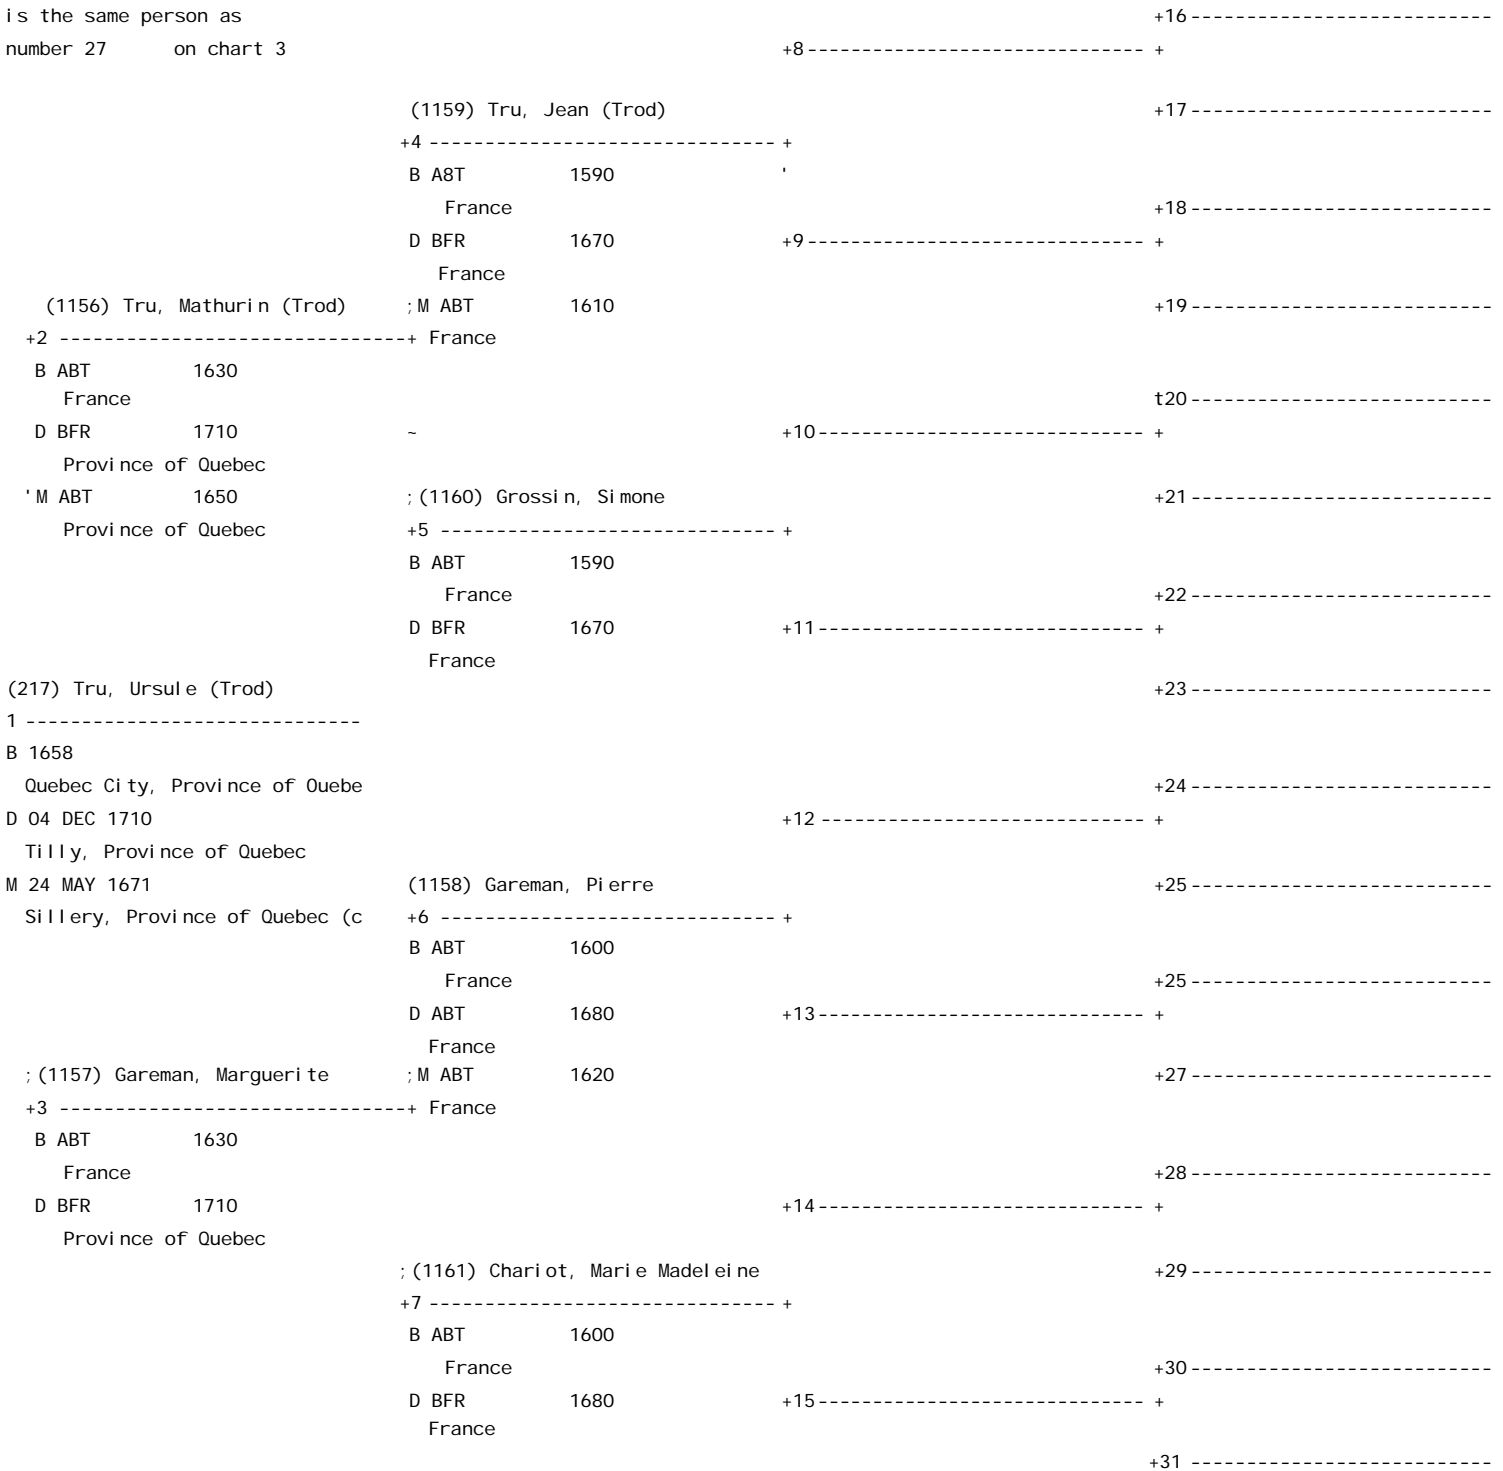 is the same person as +16 ---------------------------
number 27 on chart 3 +8 ------------------------------ +
(1159) Tru, Jean (Trod) +17 ---------------------------
+4 ------------------------------- +
B A8T 1590 '
France +18 ---------------------------
D BFR 1670 +9 ------------------------------ +
France
(1156) Tru, Mathurin (Trod) ;M ABT 1610 +19 ---------------------------
+2 -------------------------------+ France
B ABT 1630
France t20 ---------------------------
D BFR 1710 ~ +10 ----------------------------- +
Province of Quebec
'M ABT 1650 ;(1160) Grossin, Simone +21 ---------------------------
Province of Quebec +5 ------------------------------ +
B ABT 1590
France +22 ---------------------------
D BFR 1670 +11 ----------------------------- +
France
(217) Tru, Ursule (Trod) +23 ---------------------------
1 ------------------------------
B 1658
Quebec City, Province of Ouebe +24 ---------------------------
D 04 DEC 1710 +12 ----------------------------- +
Tilly, Province of Quebec
M 24 MAY 1671 (1158) Gareman, Pierre +25 ---------------------------
Sillery, Province of Quebec (c +6 ------------------------------ +
B ABT 1600
France +25 ---------------------------
D ABT 1680 +13 ----------------------------- +
France
;(1157) Gareman, Marguerite ;M ABT 1620 +27 ---------------------------
+3 -------------------------------+ France
B ABT 1630
France +28 ---------------------------
D BFR 1710 +14 ----------------------------- +
Province of Quebec
;(1161) Chariot, Marie Madeleine +29 ---------------------------
+7 ------------------------------- +
B ABT 1600
France +30 ---------------------------
D BFR 1680 +15 ----------------------------- +
France
+31 ---------------------------